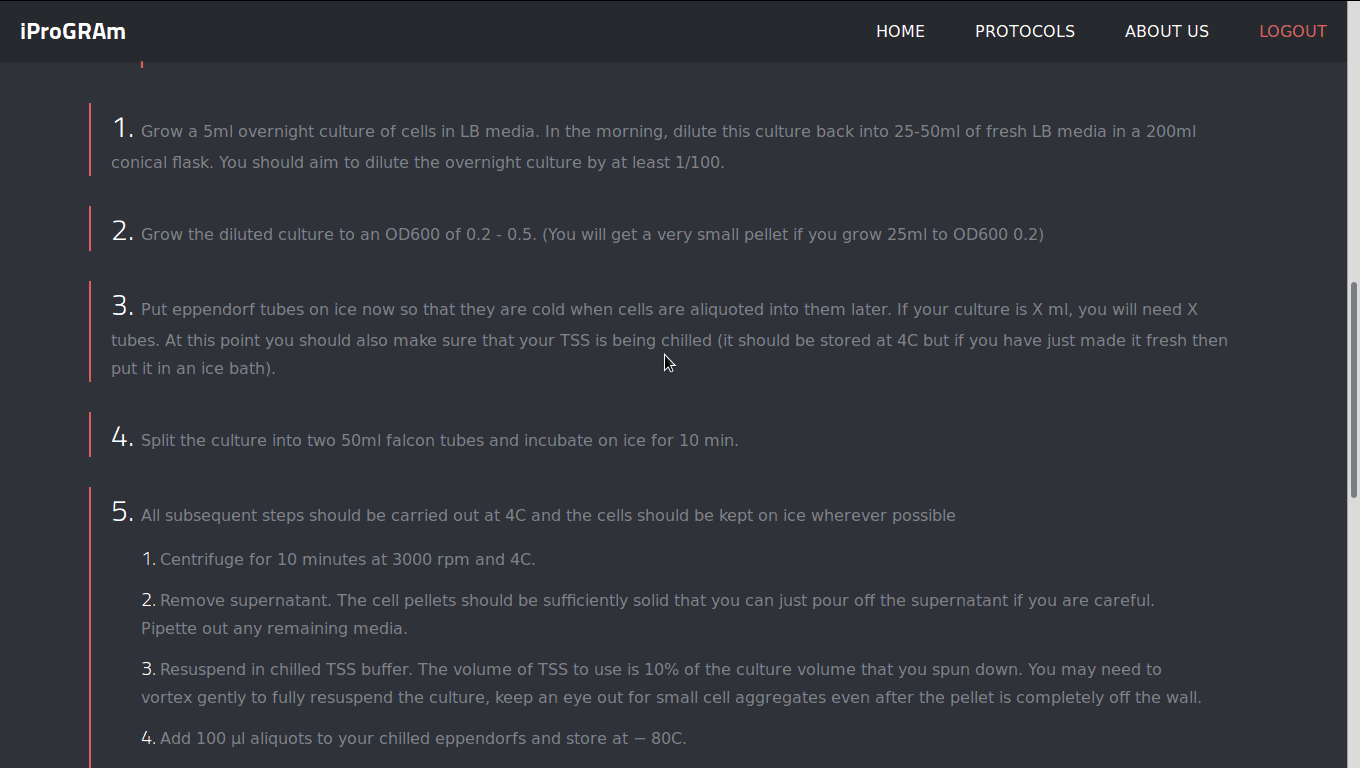 iProGRAm
HOME PROTOCOLS ABOUT US LOGOUT
1. Grow a 5ml overnight culture of cells in LB media. In the morning, dilute this culture back into 25-50ml of fresh LB media in a 200ml
conical flask. You should aim to dilute the overnight culture by at least 1/100.
2. Grow the diluted culture to an OD600 of 0.2 - 0.5. (You will get a very small pellet if you grow 25ml to OD600 0.2)
3. Put eppendorf tubes on ice now so that they are cold when cells are aliquoted into them later. If your culture is X ml, you will need X
tubes. At this point you should also make sure that your TSS is being chilled (it should be stored at 4C but if you have just made it fresh then
put it in an ice bath).
4. Split the culture into two 50ml falcon tubes and incubate on ice for 10 min.
5. All subsequent steps should be carried out at 4C and the cells should be kept on ice wherever possible
1. Centrifuge for 10 minutes at 3000 rpm and 4C.
2. Remove supernatant. The cell pellets should be sufficiently solid that you can just pour off the supernatant if you are careful.
Pipette out any remaining media.
3. Resuspend in chilled TSS buffer. The volume of TSS to use is 10% of the culture volume that you spun down. You may need to
vortex gently to fully resuspend the culture, keep an eye out for small cell aggregates even after the pellet is completely off the wall.
4. Add 100 μl aliquots to your chilled eppendorfs and store at − 80C.